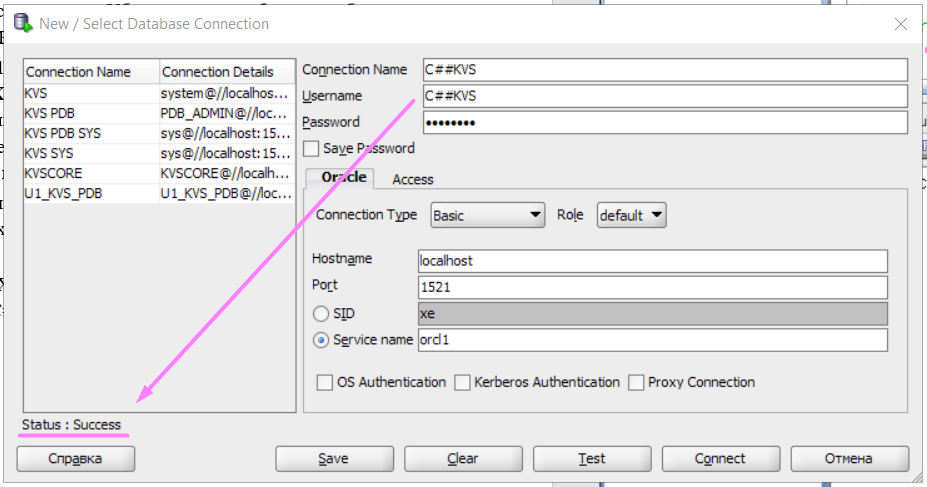 New / Select Database Connection
Connection Name Connection Details
KVS system@//localhos...
KVS PDB PDB_ADMIN@//loc...
KVS PDB SYS sys@//localhost:15...
KVS SYS sys@//localhost:15...
KVSCORE KVSCORE@//localh...
U1_KVS_PDB U1_KVS_PDB@//loc...
Connection Name C##KVS
Username C##KVS
Password ••••••••
Save Password
Oracle Access
Connection Type Basic Role default
Hostname localhost
Port 1521
SID xe
Service name orcl1
OS Authentication Kerberos Authentication Proxy Connection
Status : Success
Справка Save Clear Test Connect Отмена